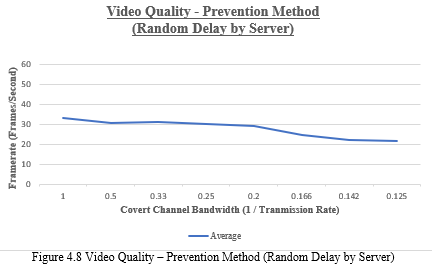 Video Quality - Prevention Method
(Random Delay by Server)
60
50
40
30
20
10
0
Framerate (Frames/Second)
1 0.5 0.33 0.25 0.2 0.166 0.142 0.125
Covert Channel Bandwidth (1 / Tranmission Rate)
Average
Figure 4.8 Video Quality – Prevention Method (Random Delay by Server)